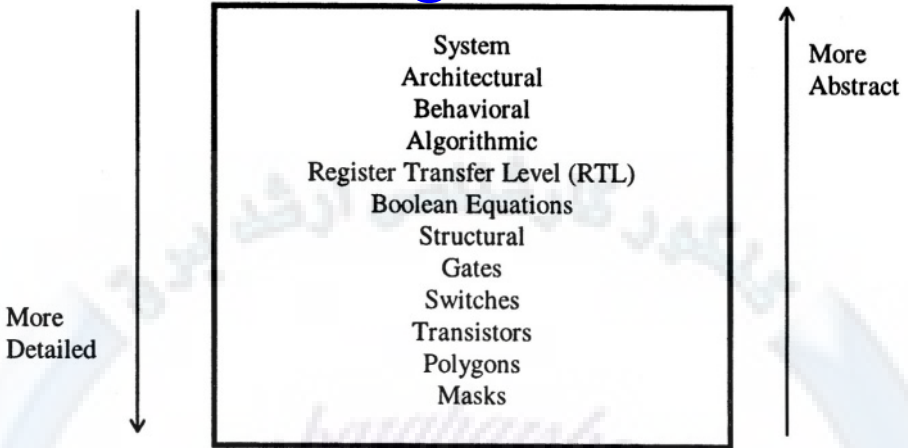 System
Architectural
Behavioral
Algorithmic
Register Transfer Level (RTL)
Boolean Equations
Structural
Gates
Switches
Transistors
Polygons
Masks
More
Detailed
More
Abstract